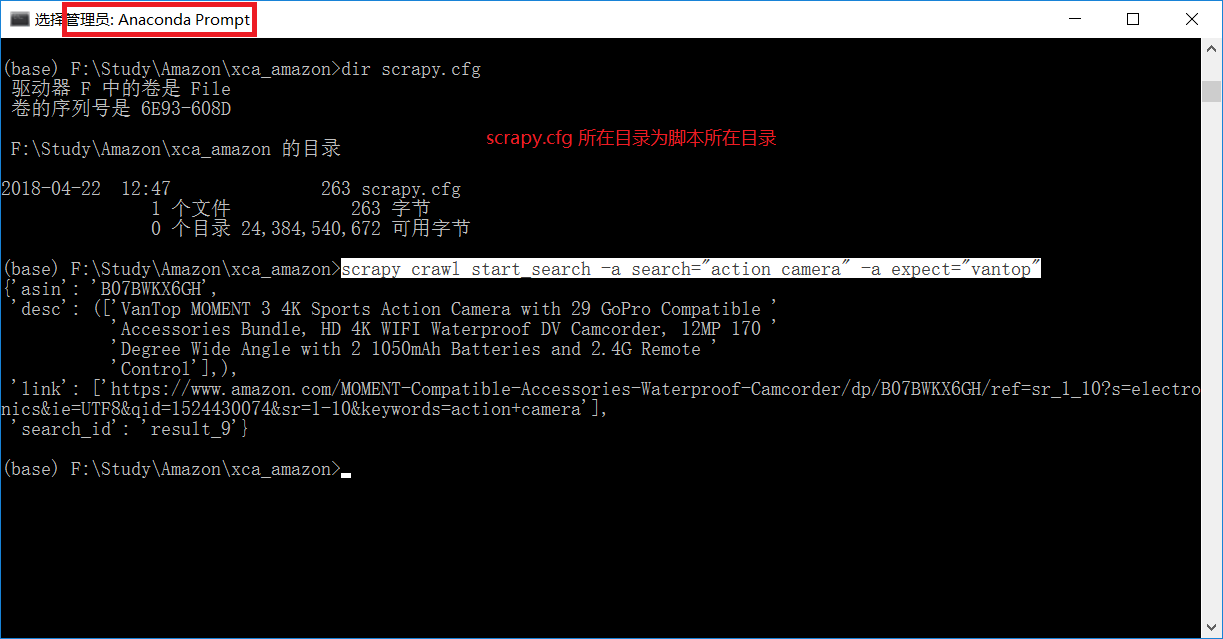 选择管理员: Anaconda Prompt
(base) F:\Study\Amazon\xca_amazon>dir scrapy.cfg
驱动器 F 中的卷是 File
卷的序列号是 6E93-608D
scrapy.cfg 所在目录为脚本所在目录
F:\Study\Amazon\xca_amazon 的目录
2018-04-22  12:47               263 scrapy.cfg
1 个文件            263 字节
0 个目录 24,384,540,672 可用字节
(base) F:\Study\Amazon\xca_amazon>scrapy crawl start_search -a search="action camera" -a expect="vantop"
{'asin': 'B07BWKX6GH',
'desc': (['VanTop MOMENT 3 4K Sports Action Camera with 29 GoPro Compatible '
'Accessories Bundle, HD 4K WIFI Waterproof DV Camcorder, 12MP 170 '
'Degree Wide Angle with 2 1050mAh Batteries and 2.4G Remote '
'Control'],),
'link': ['https://www.amazon.com/MOMENT-Compatible-Accessories-Waterproof-Camcorder/dp/B07BWKX6GH/ref=sr_1_10?s=electro
nics&ie=UTF8&qid=1524430074&sr=1-10&keywords=action+camera'],
'search_id': 'result_9'}
(base) F:\Study\Amazon\xca_amazon>